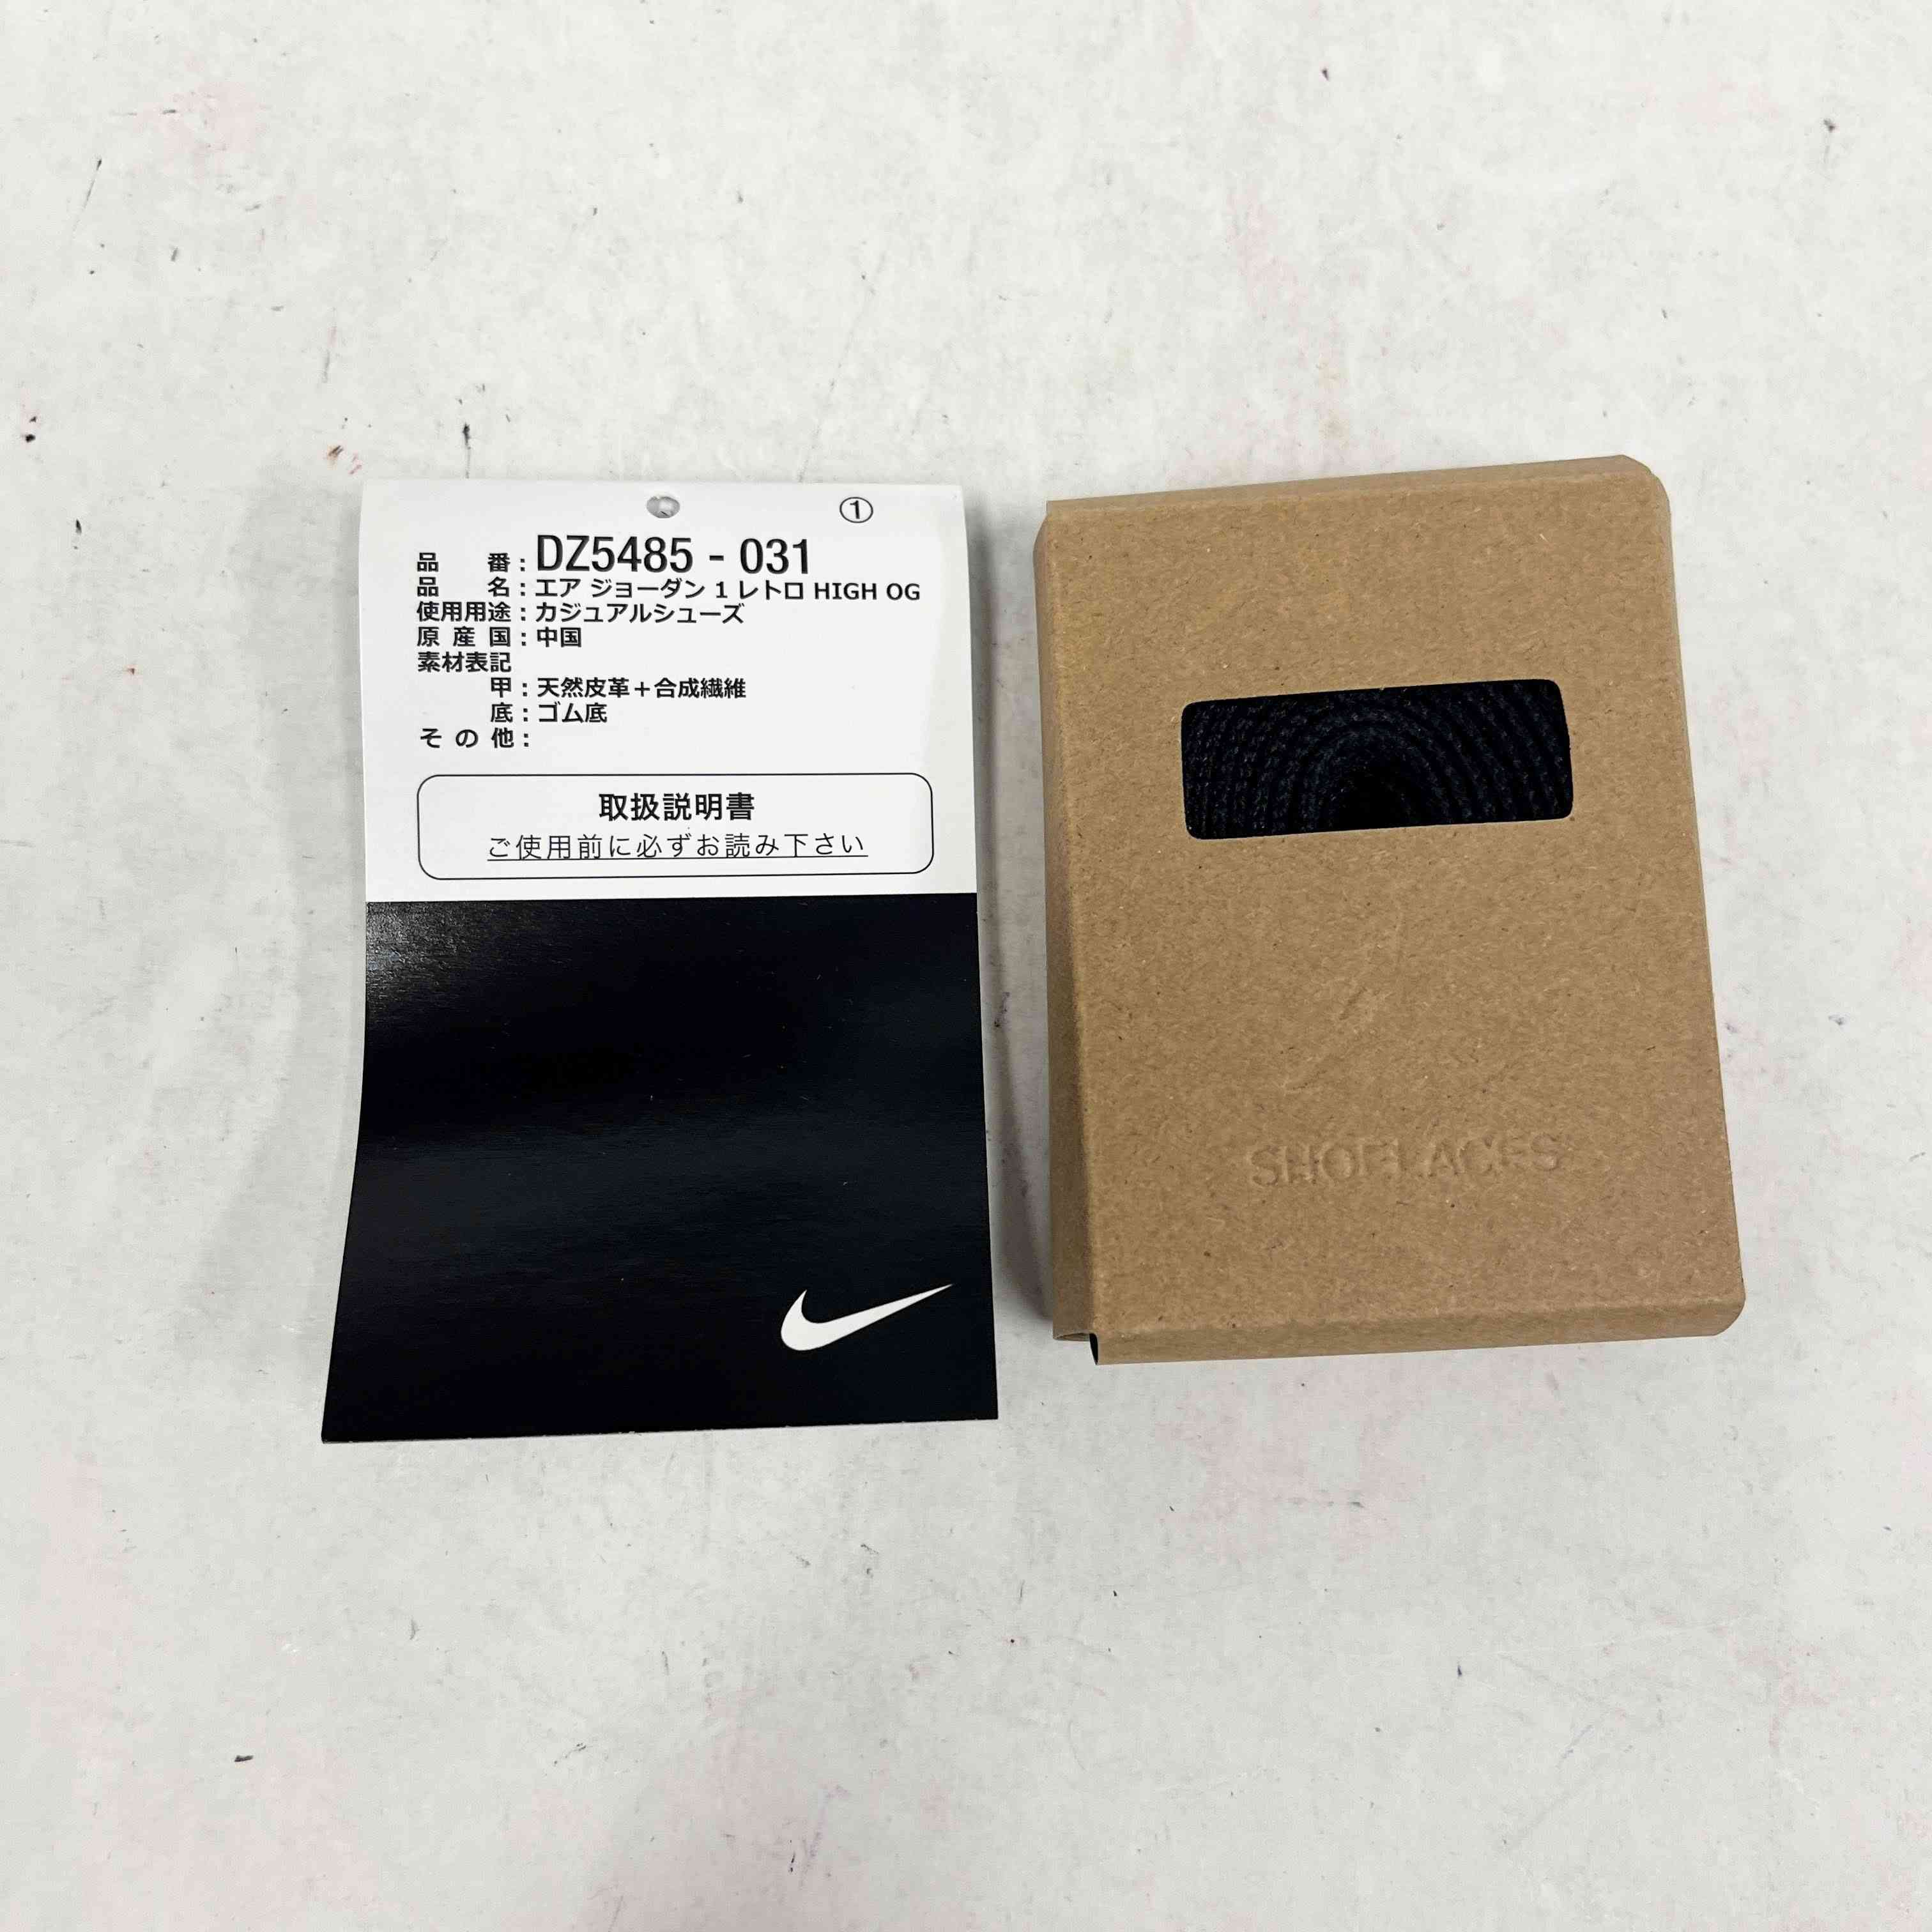 ①
品　　番：DZ5485 - 031
品　　名：エア ジョーダン 1 レトロ HIGH OG
使用用途：カジュアルシューズ
原 産 国：中国
素材表記
甲：天然皮革＋合成繊維
底：ゴム底
そ の 他：
取扱説明書
ご使用前に必ずお読み下さい
SHOELACES